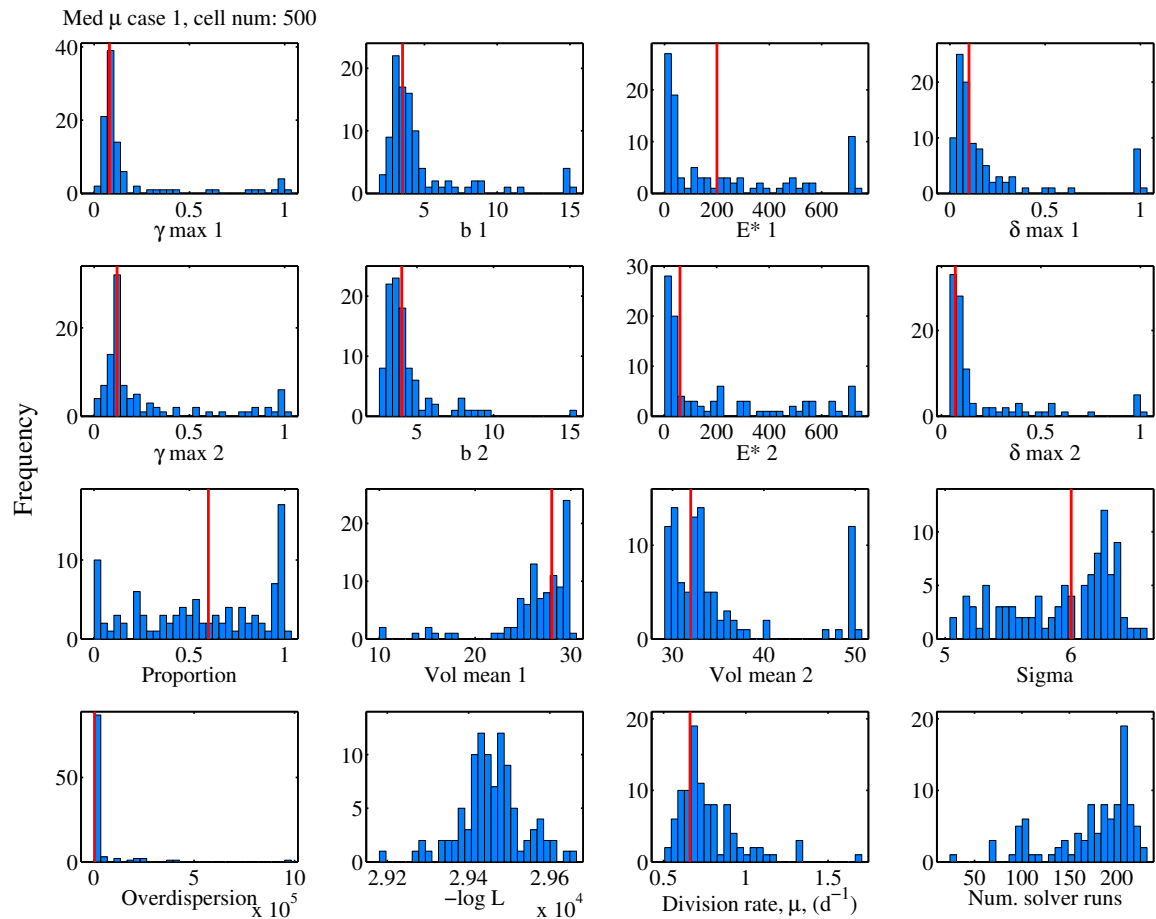 Med μ case 1, cell num: 500
40
20
0
0 0.5 1
γ max 1
20
10
0
5 10 15
b 1
20
10
0
0 200 400 600
E* 1
20
10
0
0 0.5 1
δ max 1
20
0
0 0.5 1
γ max 2
20
10
0
5 10 15
b 2
30
20
10
0
0 200 400 600
E* 2
20
0
0 0.5 1
δ max 2
Frequency
10
0
0 0.5 1
Proportion
20
10
0
10 20 30
Vol mean 1
20
10
0
30 40 50
Vol mean 2
15
10
5
0
5 6
Sigma
50
0
0 5 10
Overdispersion x 10^5
10
5
0
2.92 2.94 2.96
−log L x 10^4
20
10
0
0.5 1 1.5
Division rate, μ, (d^−1)
20
10
0
50 100 150 200
Num. solver runs